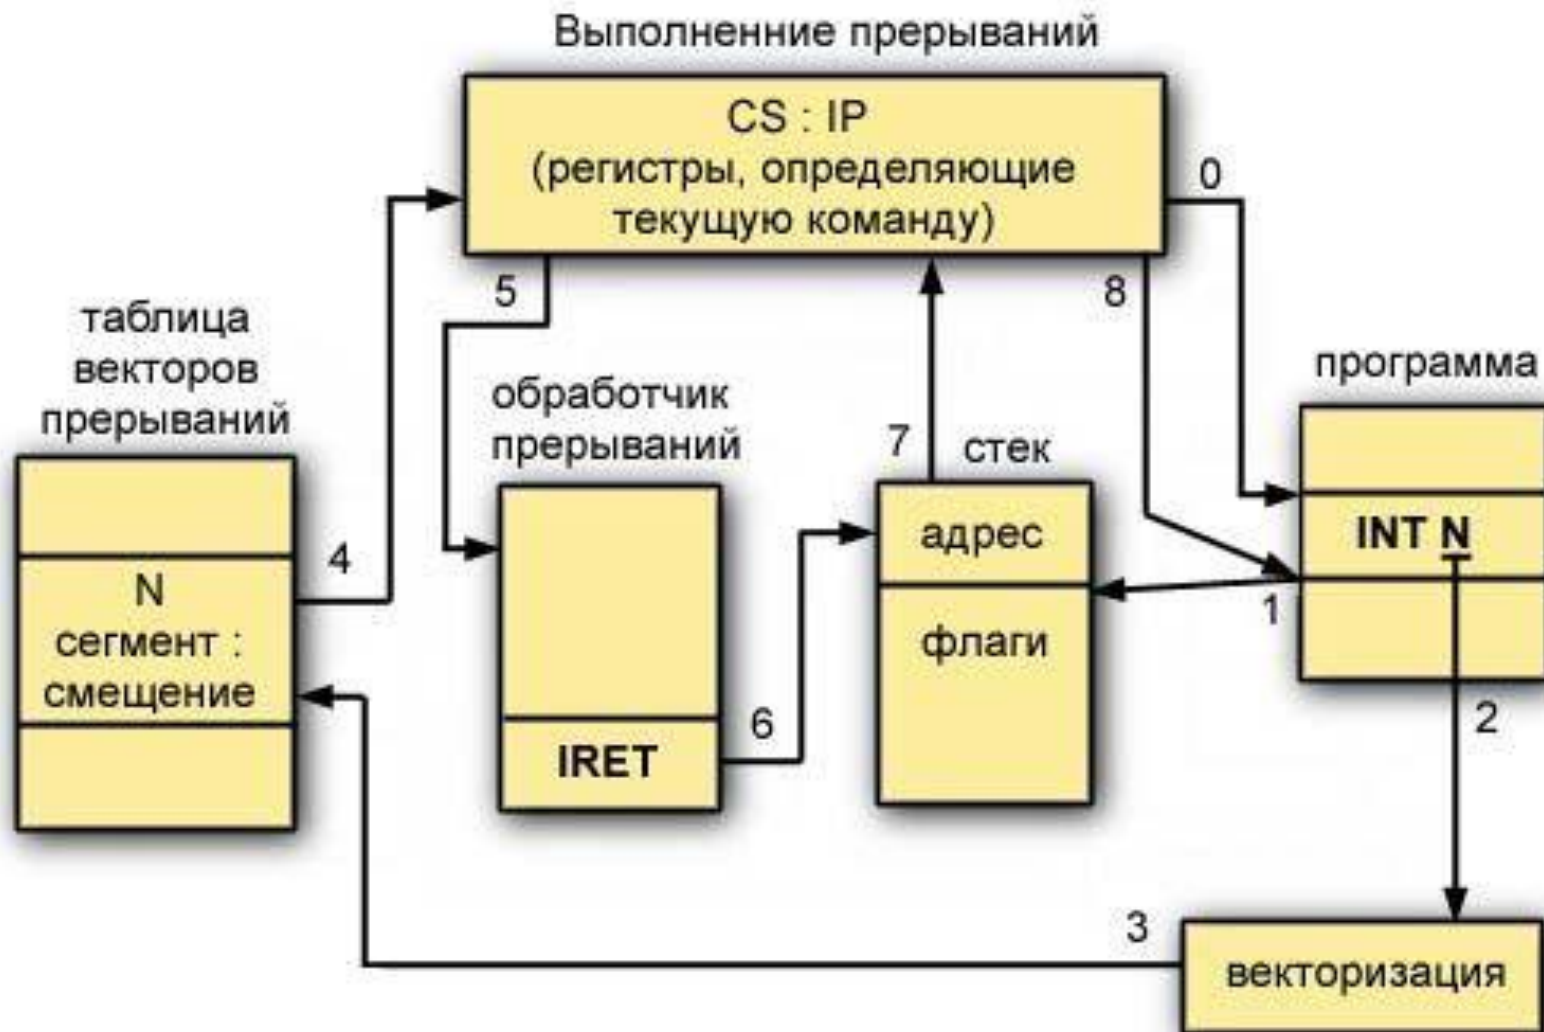 Выполненние прерываний
CS : IP
(регистры, определяющие
текущую команду)
0
5
8
таблица
векторов
прерываний
обработчик
прерываний
программа
7
стек
4
N
сегмент :
смещение
адрес
флаги
INT N
1
6
IRET
2
3
векторизация